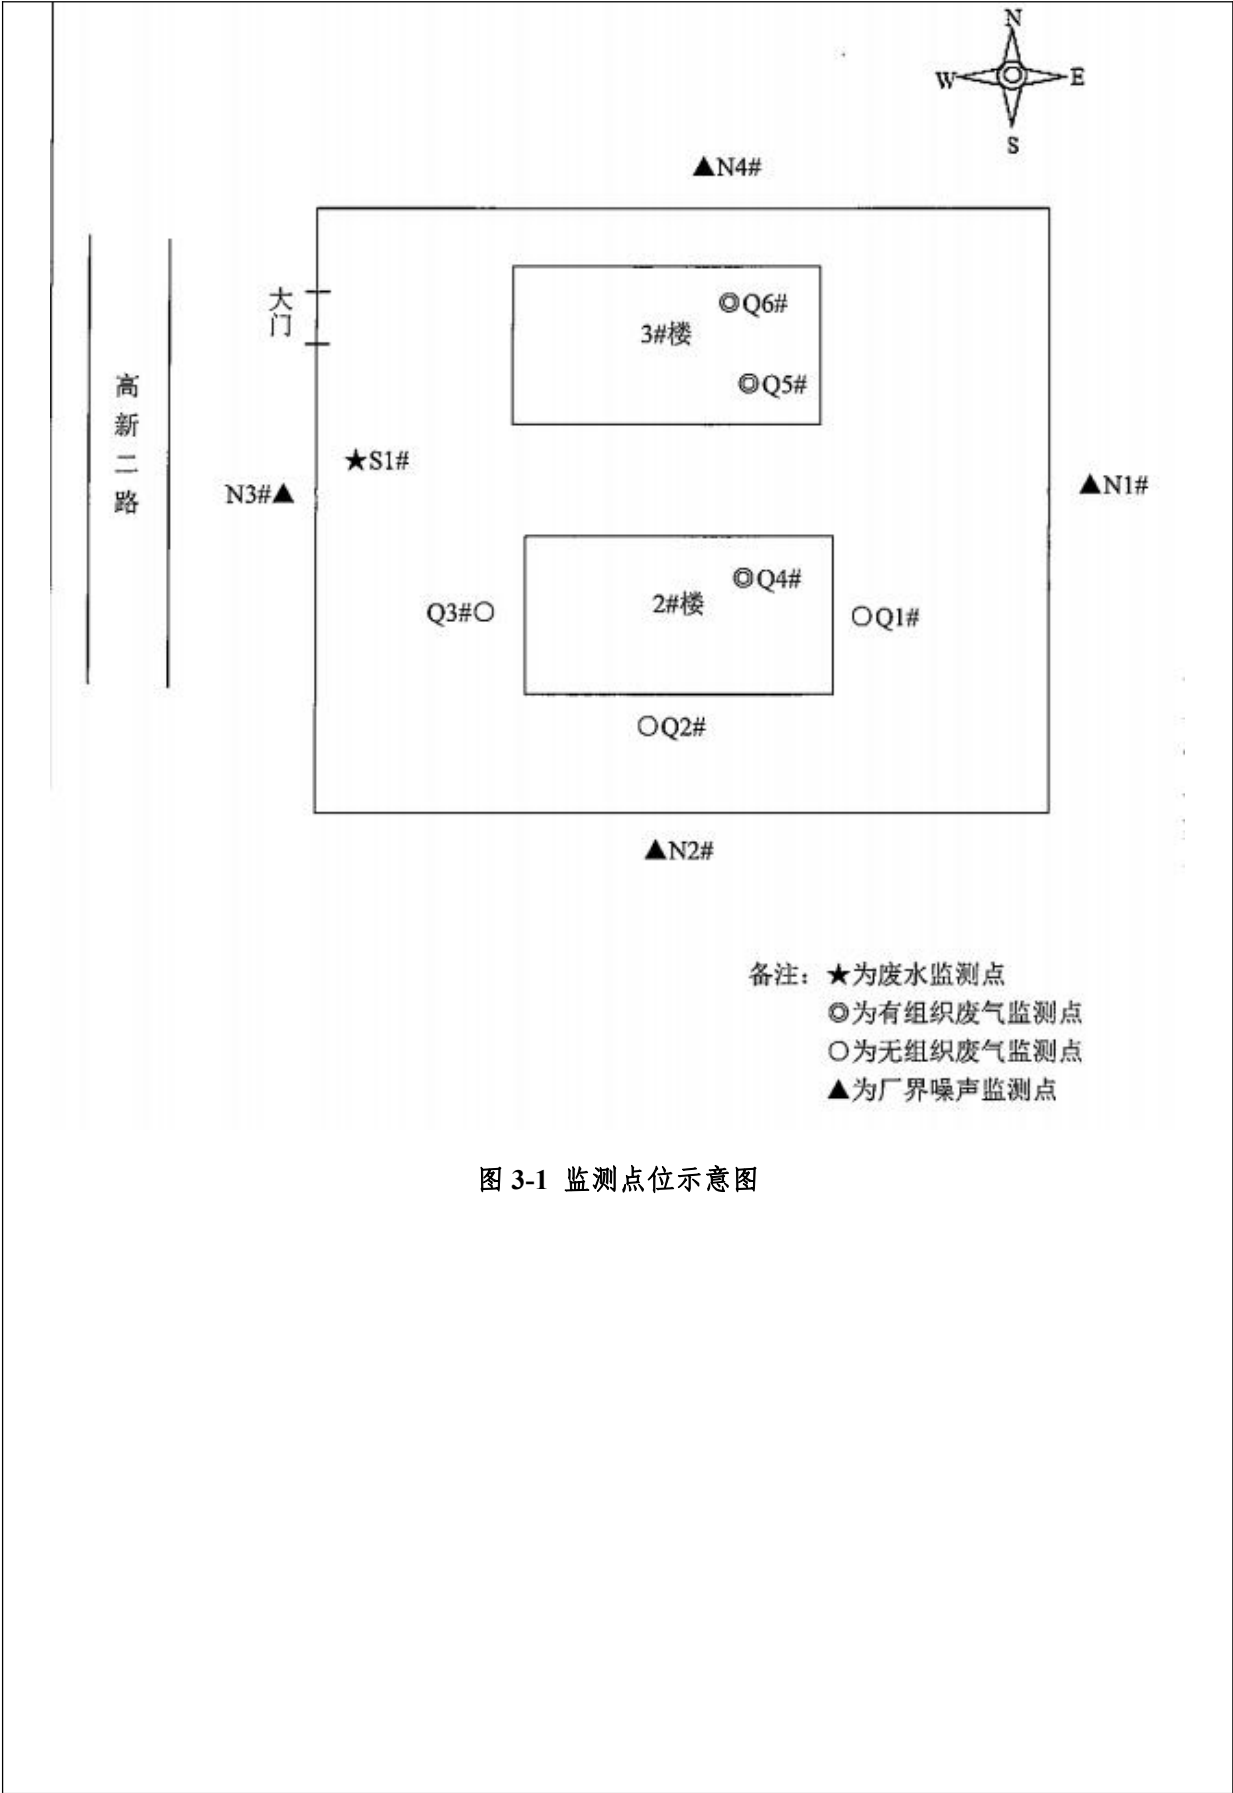 N
W E
S
▲N4#
大门
◎Q6#
3#楼
◎Q5#
高新二路
★S1#
N3#▲
▲N1#
◎Q4#
2#楼
Q3#○
○Q1#
○Q2#
▲N2#
备注：★为废水监测点
◎为有组织废气监测点
○为无组织废气监测点
▲为厂界噪声监测点
图 3-1 监测点位示意图